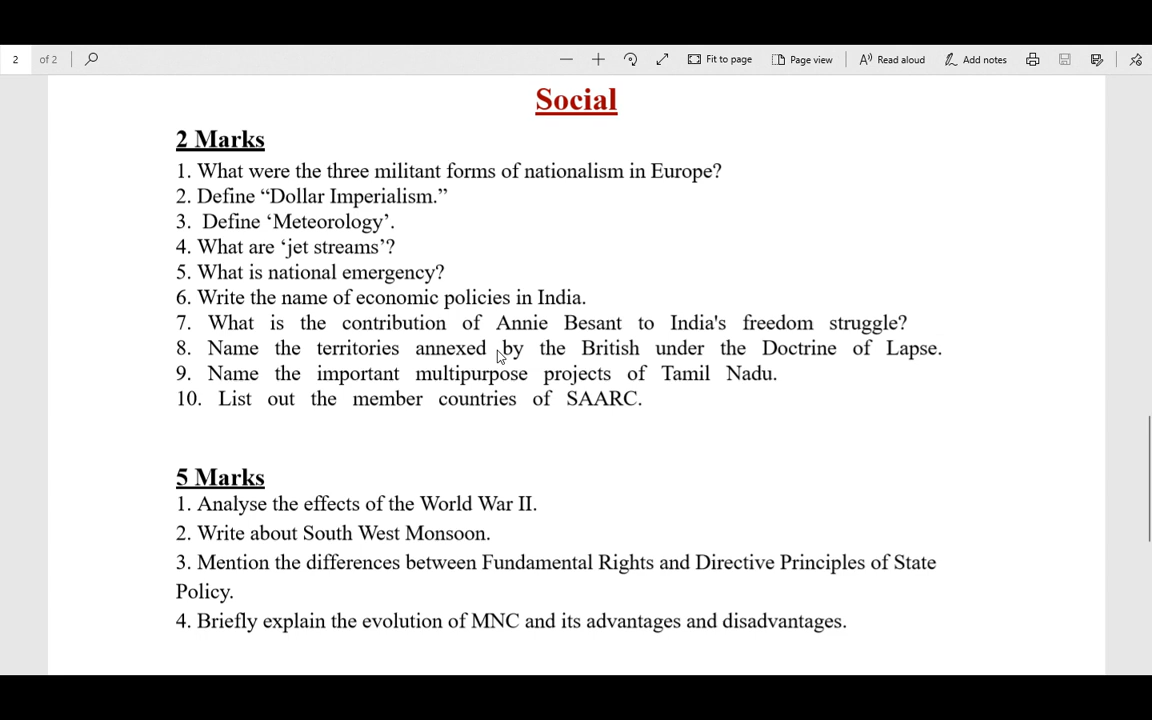 2 of 2 Fit to page Page view Read aloud Add notes
Social
2 Marks
1. What were the three militant forms of nationalism in Europe?
2. Define “Dollar Imperialism.”
3. Define ‘Meteorology’.
4. What are ‘jet streams’?
5. What is national emergency?
6. Write the name of economic policies in India.
7. What is the contribution of Annie Besant to India's freedom struggle?
8. Name the territories annexed by the British under the Doctrine of Lapse.
9. Name the important multipurpose projects of Tamil Nadu.
10. List out the member countries of SAARC.
5 Marks
1. Analyse the effects of the World War II.
2. Write about South West Monsoon.
3. Mention the differences between Fundamental Rights and Directive Principles of State
Policy.
4. Briefly explain the evolution of MNC and its advantages and disadvantages.